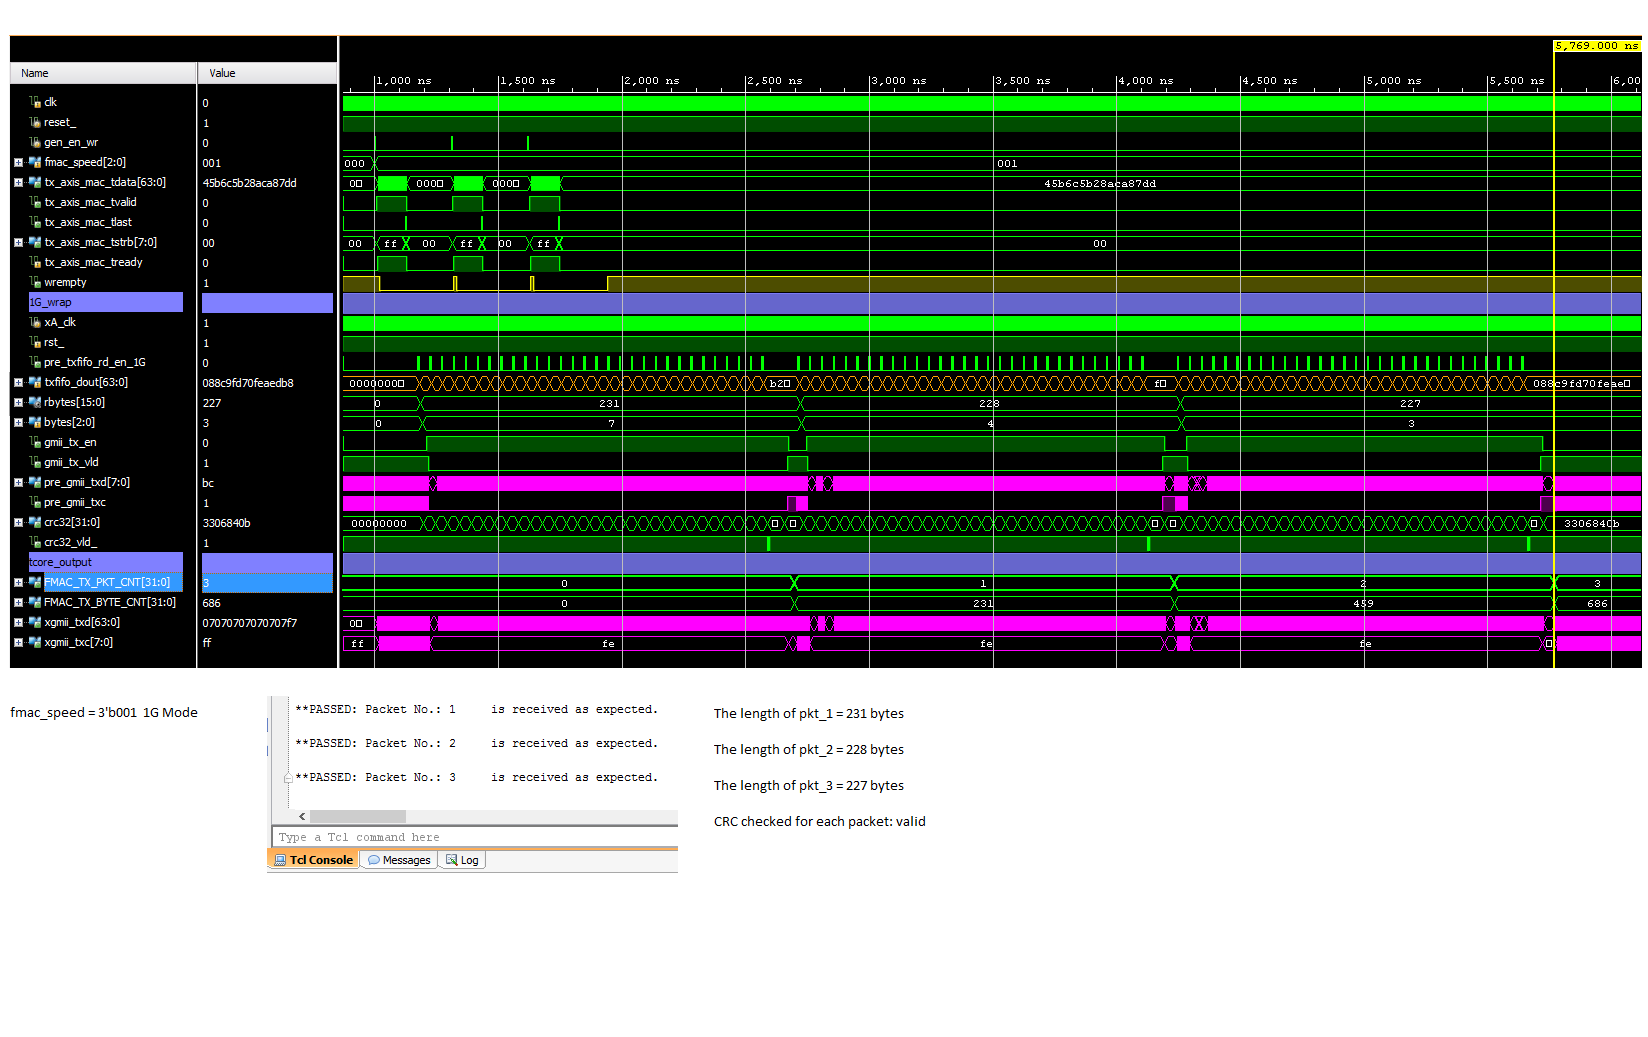 5,769.000 ns
Name Value
1,000 ns 1,500 ns 2,000 ns 2,500 ns 3,000 ns 3,500 ns 4,000 ns 4,500 ns 5,000 ns 5,500 ns 6,00
clk 0
reset_ 1
gen_en_wr 0
fmac_speed[2:0] 001 000 001
tx_axis_mac_tdata[63:0] 45b6c5b28aca87dd 0 000 000 45b6c5b28aca87dd
tx_axis_mac_tvalid 0
tx_axis_mac_tlast 0
tx_axis_mac_tstrb[7:0] 00 00 ff 00 ff 00 ff 00
tx_axis_mac_tready 0
wrempty 1
1G_wrap
xA_clk 1
rst_ 1
pre_txfifo_rd_en_1G 0
txfifo_dout[63:0] 088c9fd70feaedb8 0000000 b2 f 088c9fd70feae
rbytes[15:0] 227 0 231 228 227
bytes[2:0] 3 0 7 4 3
gmii_tx_en 0
gmii_tx_vld 1
pre_gmii_txd[7:0] bc
pre_gmii_txc 1
crc32[31:0] 3306840b 00000000 3306840b
crc32_vld_ 1
tcore_output
FMAC_TX_PKT_CNT[31:0] 3 0 1 2 3
FMAC_TX_BYTE_CNT[31:0] 686 0 231 459 686
xgmii_txd[63:0] 07070707070707f7 0
xgmii_txc[7:0] ff ff fe fe fe
fmac_speed = 3'b001 1G Mode
**PASSED: Packet No.: 1 is received as expected.
**PASSED: Packet No.: 2 is received as expected.
**PASSED: Packet No.: 3 is received as expected.
Type a Tcl command here
Tcl Console Messages Log
The length of pkt_1 = 231 bytes
The length of pkt_2 = 228 bytes
The length of pkt_3 = 227 bytes
CRC checked for each packet: valid